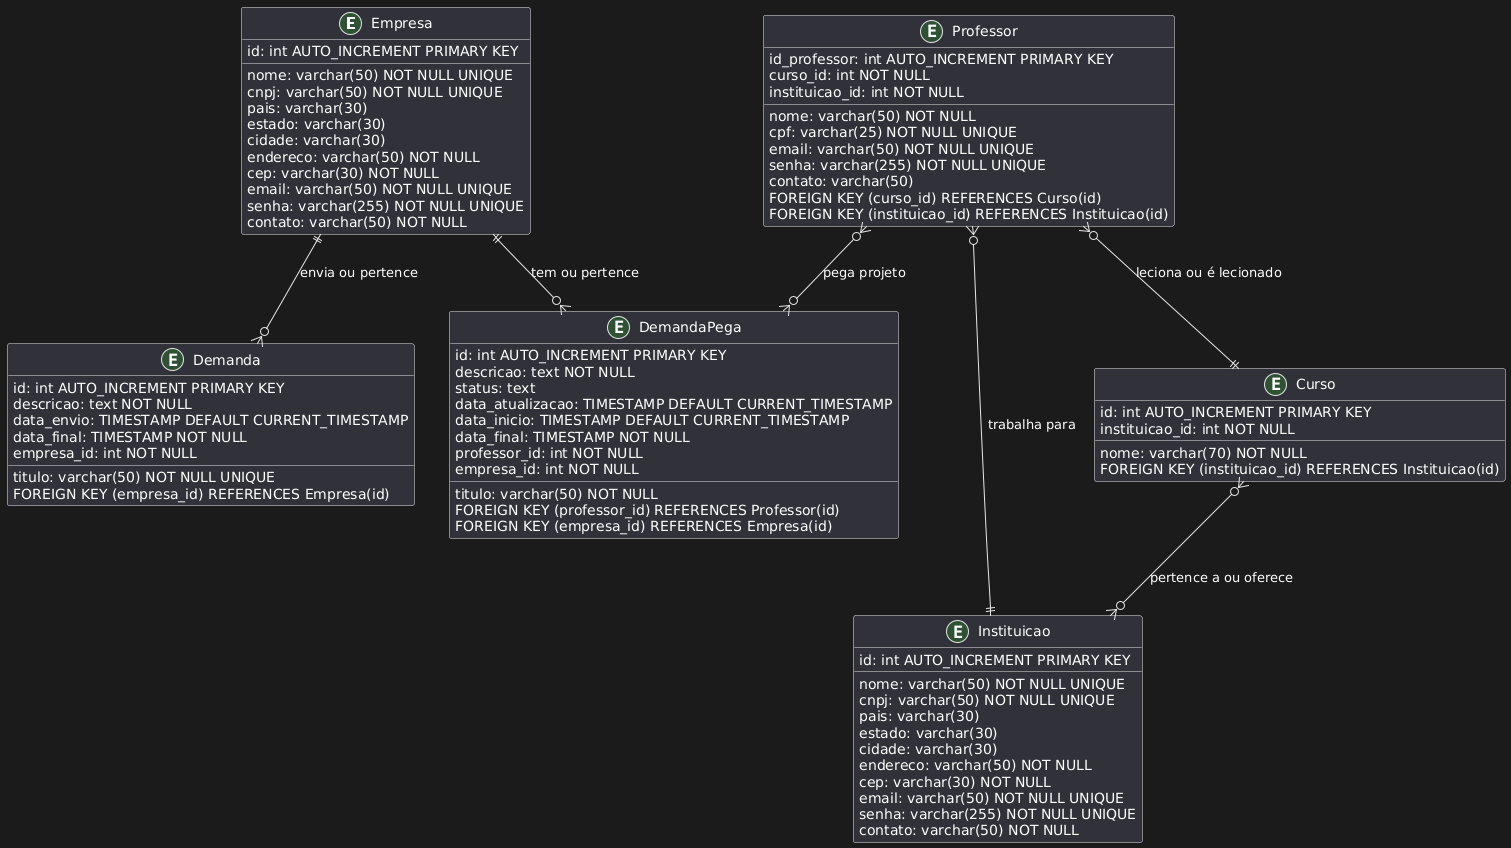 E Empresa
id: int AUTO_INCREMENT PRIMARY KEY
nome: varchar(50) NOT NULL UNIQUE
cnpj: varchar(50) NOT NULL UNIQUE
pais: varchar(30)
estado: varchar(30)
cidade: varchar(30)
endereco: varchar(50) NOT NULL
cep: varchar(30) NOT NULL
email: varchar(50) NOT NULL UNIQUE
senha: varchar(255) NOT NULL UNIQUE
contato: varchar(50) NOT NULL
E Professor
id_professor: int AUTO_INCREMENT PRIMARY KEY
curso_id: int NOT NULL
instituicao_id: int NOT NULL
nome: varchar(50) NOT NULL
cpf: varchar(25) NOT NULL UNIQUE
email: varchar(50) NOT NULL UNIQUE
senha: varchar(255) NOT NULL UNIQUE
contato: varchar(50)
FOREIGN KEY (curso_id) REFERENCES Curso(id)
FOREIGN KEY (instituicao_id) REFERENCES Instituicao(id)
envia ou pertence
tem ou pertence
pega projeto
leciona ou é lecionado
E Demanda
id: int AUTO_INCREMENT PRIMARY KEY
descricao: text NOT NULL
data_envio: TIMESTAMP DEFAULT CURRENT_TIMESTAMP
data_final: TIMESTAMP NOT NULL
empresa_id: int NOT NULL
titulo: varchar(50) NOT NULL UNIQUE
FOREIGN KEY (empresa_id) REFERENCES Empresa(id)
E DemandaPega
id: int AUTO_INCREMENT PRIMARY KEY
descricao: text NOT NULL
status: text
data_atualizacao: TIMESTAMP DEFAULT CURRENT_TIMESTAMP
data_inicio: TIMESTAMP DEFAULT CURRENT_TIMESTAMP
data_final: TIMESTAMP NOT NULL
professor_id: int NOT NULL
empresa_id: int NOT NULL
titulo: varchar(50) NOT NULL
FOREIGN KEY (professor_id) REFERENCES Professor(id)
FOREIGN KEY (empresa_id) REFERENCES Empresa(id)
trabalha para
E Curso
id: int AUTO_INCREMENT PRIMARY KEY
instituicao_id: int NOT NULL
nome: varchar(70) NOT NULL
FOREIGN KEY (instituicao_id) REFERENCES Instituicao(id)
pertence a ou oferece
E Instituicao
id: int AUTO_INCREMENT PRIMARY KEY
nome: varchar(50) NOT NULL UNIQUE
cnpj: varchar(50) NOT NULL UNIQUE
pais: varchar(30)
estado: varchar(30)
cidade: varchar(30)
endereco: varchar(50) NOT NULL
cep: varchar(30) NOT NULL
email: varchar(50) NOT NULL UNIQUE
senha: varchar(255) NOT NULL UNIQUE
contato: varchar(50) NOT NULL